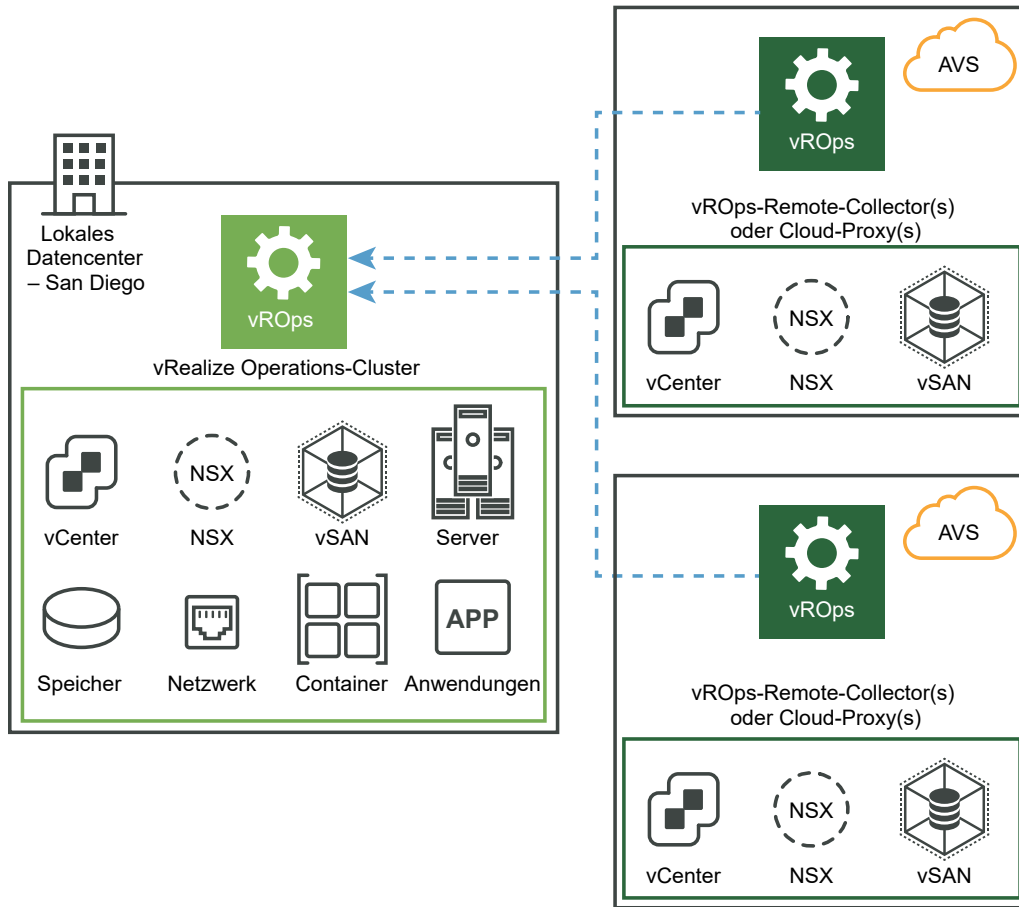 Lokales
Datencenter
– San Diego
vROps
vRealize Operations-Cluster
vCenter
NSX
NSX
vSAN
Server
Speicher
Netzwerk
Container
APP
Anwendungen
AVS
vROps
vROps-Remote-Collector(s)
oder Cloud-Proxy(s)
vCenter
NSX
NSX
vSAN
AVS
vROps
vROps-Remote-Collector(s)
oder Cloud-Proxy(s)
vCenter
NSX
NSX
vSAN